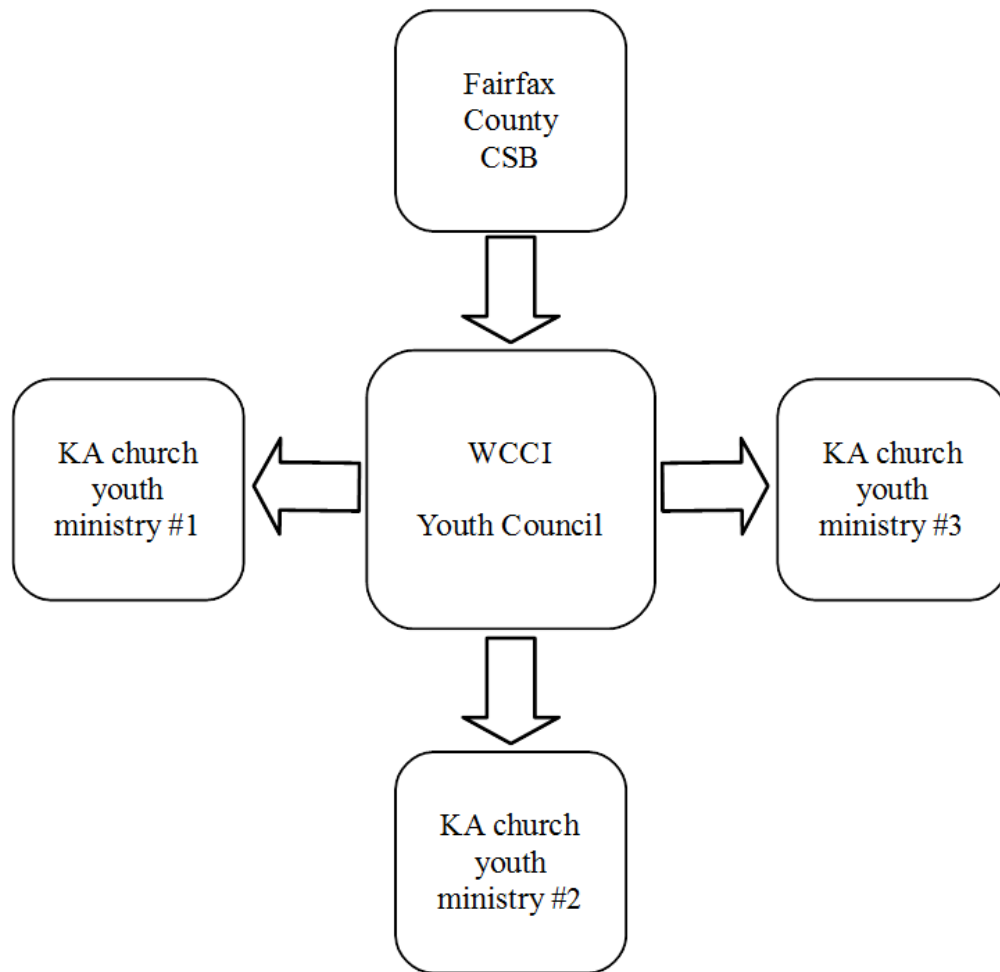 Fairfax
County
CSB
KA church
youth
ministry #1
WCCI
Youth Council
KA church
youth
ministry #3
KA church
youth
ministry #2